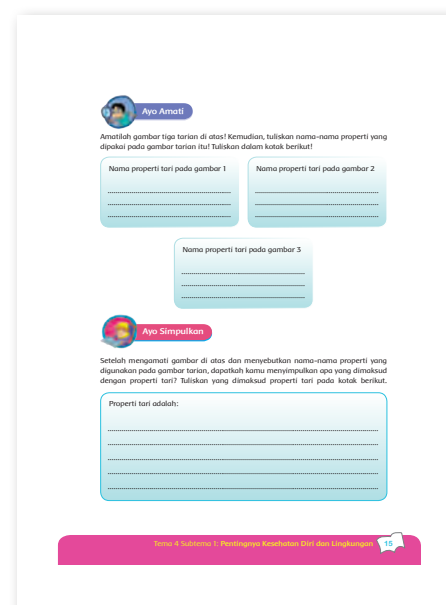 Ayo Amati
Amatilah gambar tiga tarian di atas! Kemudian, tuliskan nama-nama properti yang
dipakai pada gambar tarian itu! Tuliskan dalam kotak berikut!
Nama properti tari pada gambar 1
Nama properti tari pada gambar 2
Nama properti tari pada gambar 3
Ayo Simpulkan
Setelah mengamati gambar di atas dan menyebutkan nama-nama properti yang
digunakan pada gambar tarian, dapatkah kamu menyimpulkan apa yang dimaksud
dengan properti tari? Tuliskan yang dimaksud properti tari pada kotak berikut.
Properti tari adalah:
Tema 4 Subtema 1: Pentingnya Kesehatan Diri dan Lingkungan 15